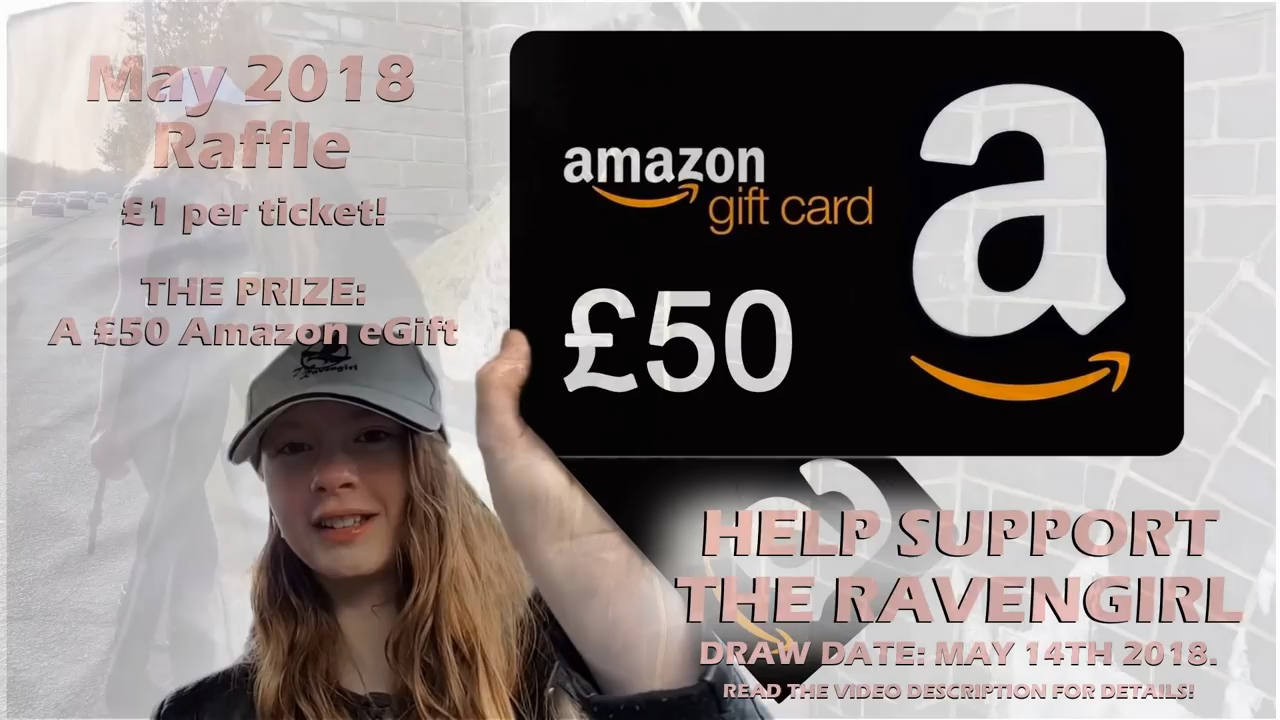 May 2018
Raffle
£1 per ticket!
THE PRIZE:
A £50 Amazon eGift
amazon
gift card
a
£50
Ravengirl
HELP SUPPORT
THE RAVENGIRL
DRAW DATE: MAY 14TH 2018.
READ THE VIDEO DESCRIPTION FOR DETAILS!